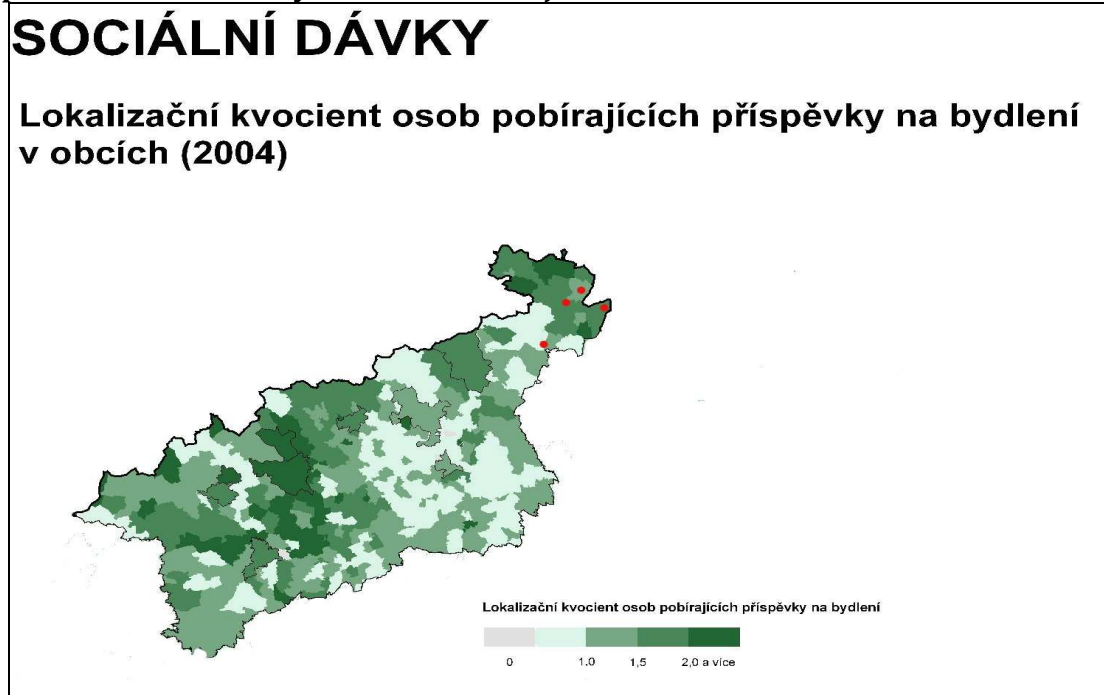 SOCIÁLNÍ DÁVKY
Lokalizační kvocient osob pobírajících příspěvky na bydlení
v obcích (2004)
Lokalizační kvocient osob pobírajících příspěvky na bydlení
0 1,0 1,5 2,0 a více